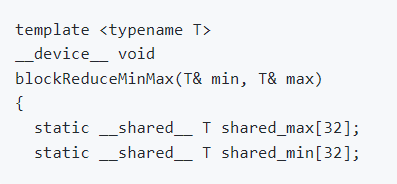 template <typename T>
__device__ void
blockReduceMinMax(T& min, T& max)
{
  static __shared__ T shared_max[32];
  static __shared__ T shared_min[32];